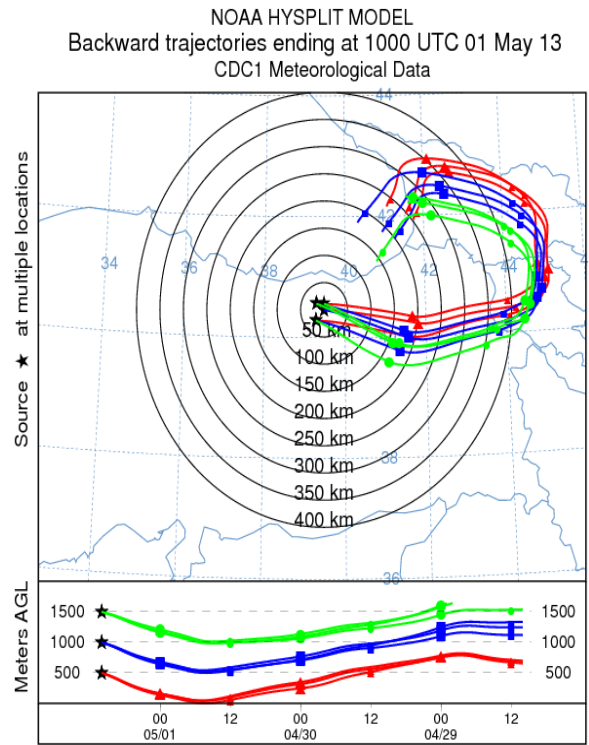 NOAA HYSPLIT MODEL
Backward trajectories ending at 1000 UTC 01 May 13
CDC1 Meteorological Data
Source ★ at multiple locations
44
42
34
36
38
40
42
44
50 km
100 km
150 km
200 km
250 km
300 km
350 km
400 km
38
36
Meters AGL
1500 1500
1000 1000
500 500
00 12 00 12 00 12
05/01 04/30 04/29